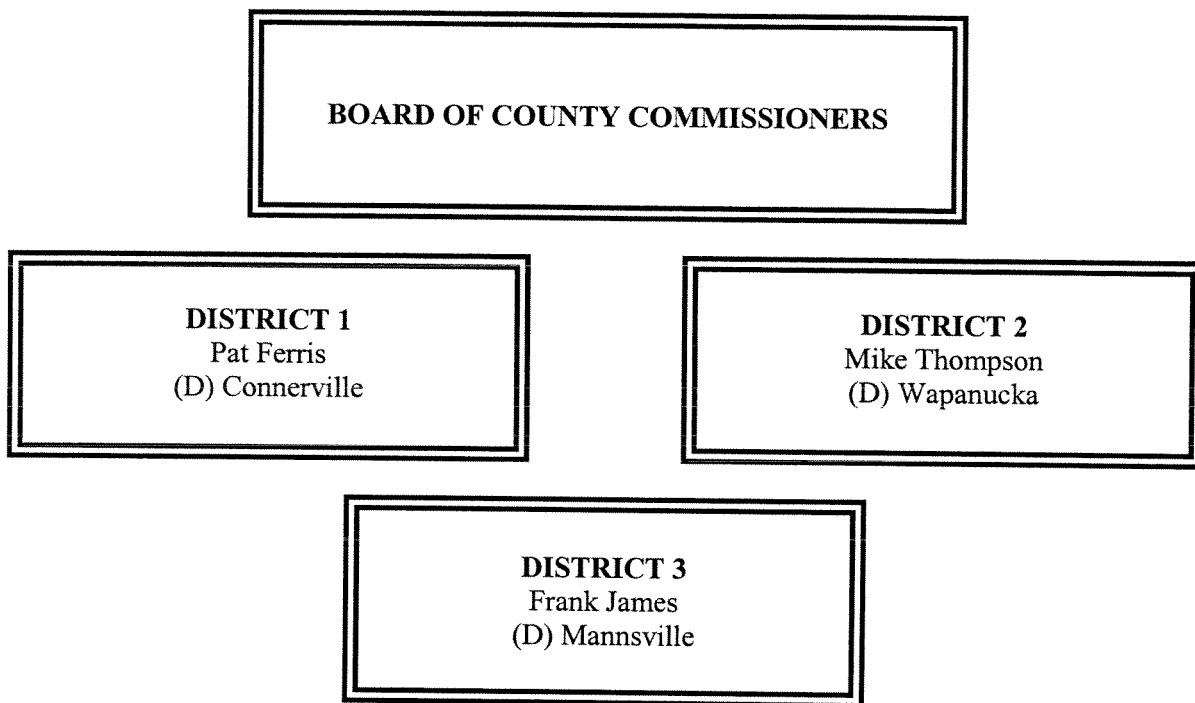 BOARD OF COUNTY COMMISSIONERS
DISTRICT 1
Pat Ferris
(D) Connerville
DISTRICT 2
Mike Thompson
(D) Wapanucka
DISTRICT 3
Frank James
(D) Mannsville